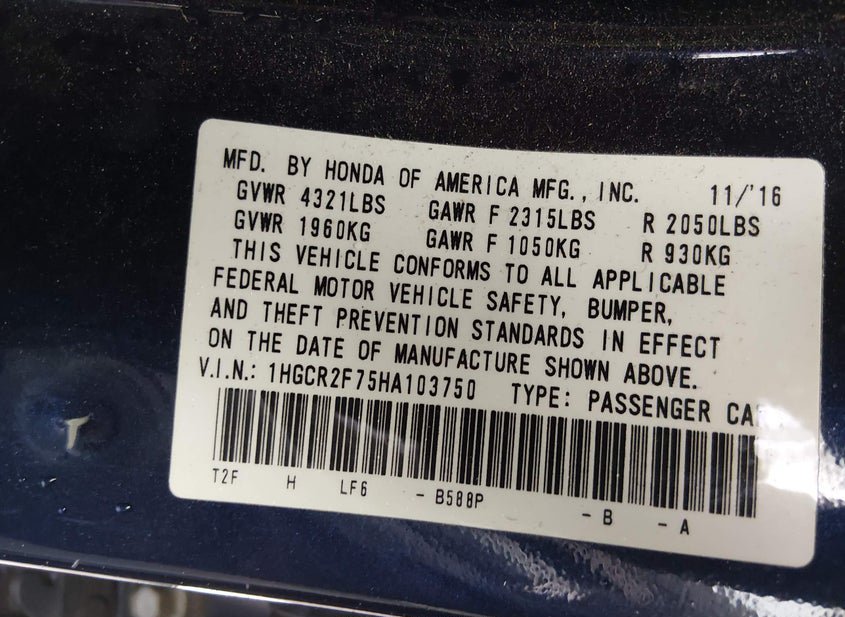 MFD. BY HONDA OF AMERICA MFG., INC. 11/'16
GVWR 4321LBS GAWR F 2315LBS R 2050LBS
GVWR 1960KG GAWR F 1050KG R 930KG
THIS VEHICLE CONFORMS TO ALL APPLICABLE
FEDERAL MOTOR VEHICLE SAFETY, BUMPER,
AND THEFT PREVENTION STANDARDS IN EFFECT
ON THE DATE OF MANUFACTURE SHOWN ABOVE.
V.I.N.: 1HGCR2F75HA103750 TYPE: PASSENGER CA
T2F H LF6 - B588P - B - A